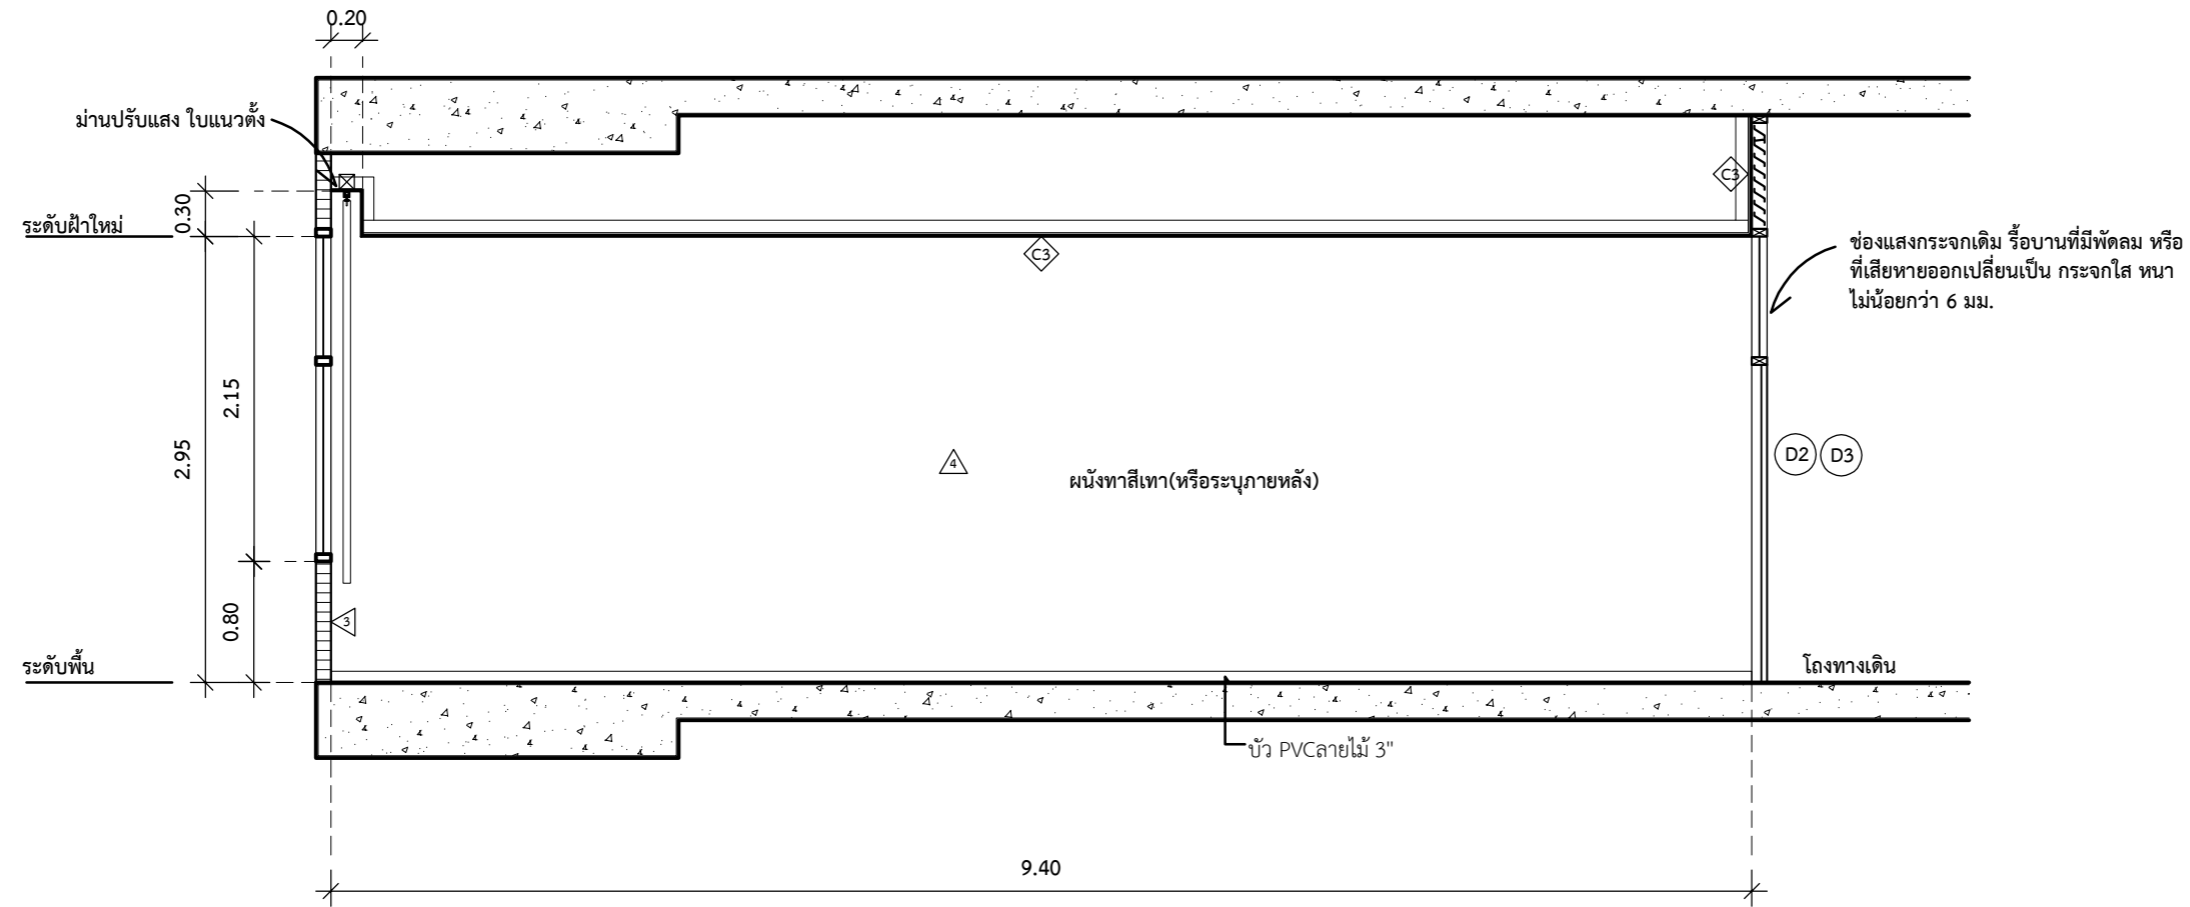 0.20
ม่านปรับแสง ใบแนวตั้ง
C3
0.30
ระดับฝ้าใหม่
C3
ช่องแสงกระจกเดิม รื้อบานที่มีพัดลม หรือ
ที่เสียหายออกเปลี่ยนเป็น กระจกใส หนา
ไม่น้อยกว่า 6 มม.
2.15
2.95
4
ผนังทาสีเทา(หรือระบุภายหลัง)
D2 D3
0.80
3
ระดับพื้น
โถงทางเดิน
บัว PVCลายไม้ 3"
9.40